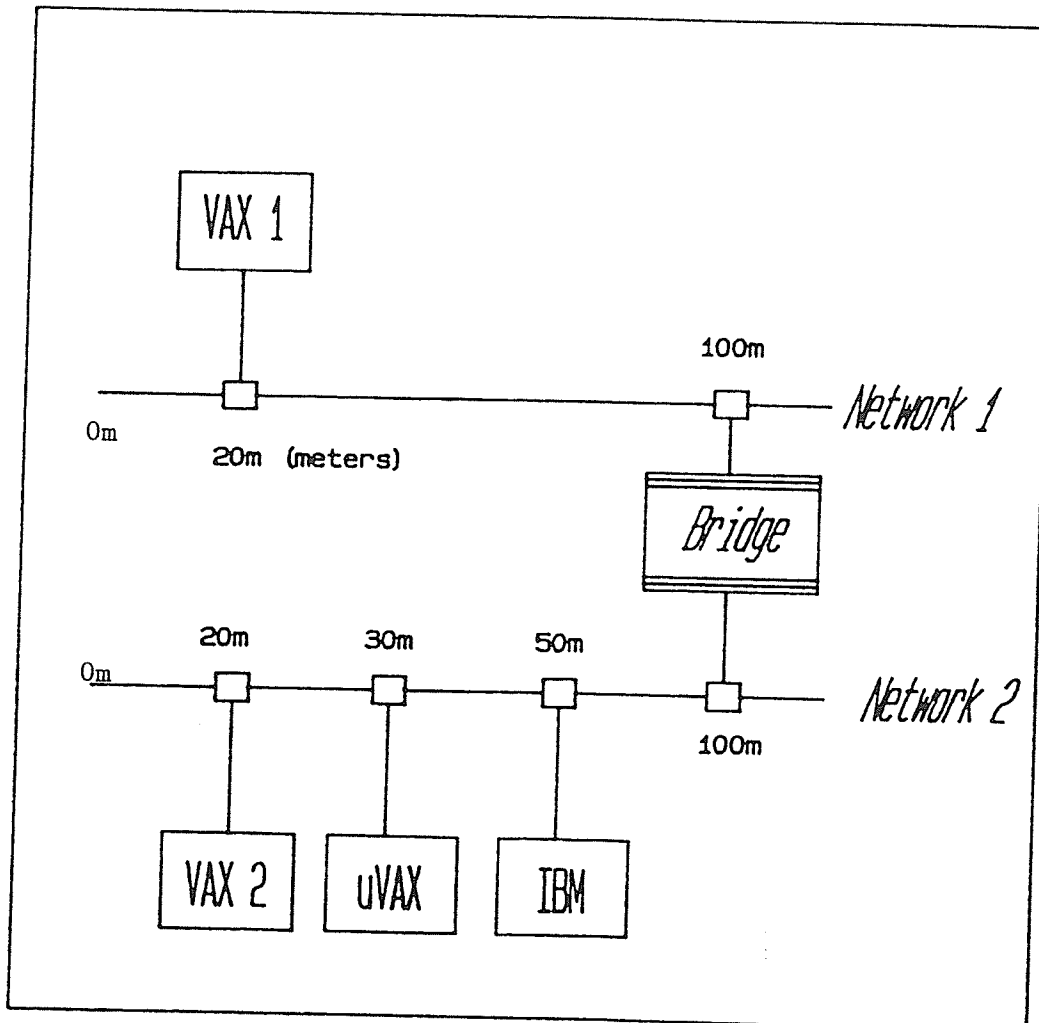 VAX 1
100m
Network 1
0m
20m (meters)
Bridge
20m
30m
50m
0m
Network 2
100m
VAX 2
uVAX
IBM